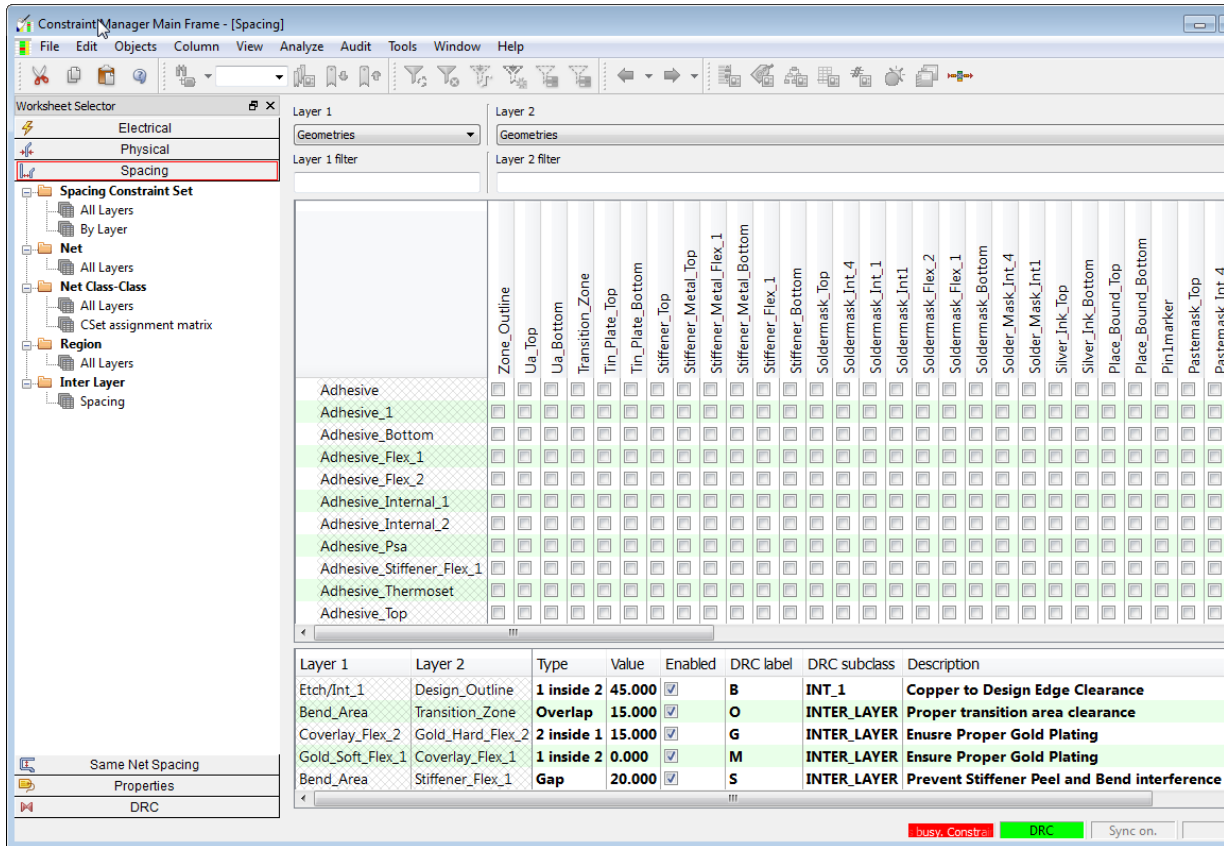 Constraint Manager Main Frame - [Spacing]
File Edit Objects Column View Analyze Audit Tools Window Help
Worksheet Selector
Electrical
Physical
Spacing
Spacing Constraint Set
All Layers
By Layer
Net
All Layers
Net Class-Class
All Layers
CSet assignment matrix
Region
All Layers
Inter Layer
Spacing
Same Net Spacing
Properties
DRC
Layer 1
Layer 2
Geometries
Geometries
Layer 1 filter
Layer 2 filter
Zone_Outline
Ua_Top
Ua_Bottom
Transition_Zone
Tin_Plate_Top
Tin_Plate_Bottom
Stiffener_Top
Stiffener_Metal_Top
Stiffener_Metal_Flex_1
Stiffener_Metal_Bottom
Stiffener_Flex_1
Stiffener_Bottom
Soldermask_Top
Soldermask_Int_4
Soldermask_Int_1
Soldermask_Int1
Soldermask_Flex_2
Soldermask_Flex_1
Soldermask_Bottom
Solder_Mask_Int_4
Solder_Mask_Int1
Silver_Ink_Top
Silver_Ink_Bottom
Place_Bound_Top
Place_Bound_Bottom
Pin1marker
Pastemask_Top
Pastemask_Int_4
Adhesive
Adhesive_1
Adhesive_Bottom
Adhesive_Flex_1
Adhesive_Flex_2
Adhesive_Internal_1
Adhesive_Internal_2
Adhesive_Psa
Adhesive_Stiffener_Flex_1
Adhesive_Thermoset
Adhesive_Top
Layer 1 Layer 2 Type Value Enabled DRC label DRC subclass Description
Etch/Int_1 Design_Outline 1 inside 2 45.000 B INT_1 Copper to Design Edge Clearance
Bend_Area Transition_Zone Overlap 15.000 O INTER_LAYER Proper transition area clearance
Coverlay_Flex_2 Gold_Hard_Flex_2 2 inside 1 15.000 G INTER_LAYER Enusre Proper Gold Plating
Gold_Soft_Flex_1 Coverlay_Flex_1 1 inside 2 0.000 M INTER_LAYER Ensure Proper Gold Plating
Bend_Area Stiffener_Flex_1 Gap 20.000 S INTER_LAYER Prevent Stiffener Peel and Bend interference
busy. Constrai DRC Sync on.